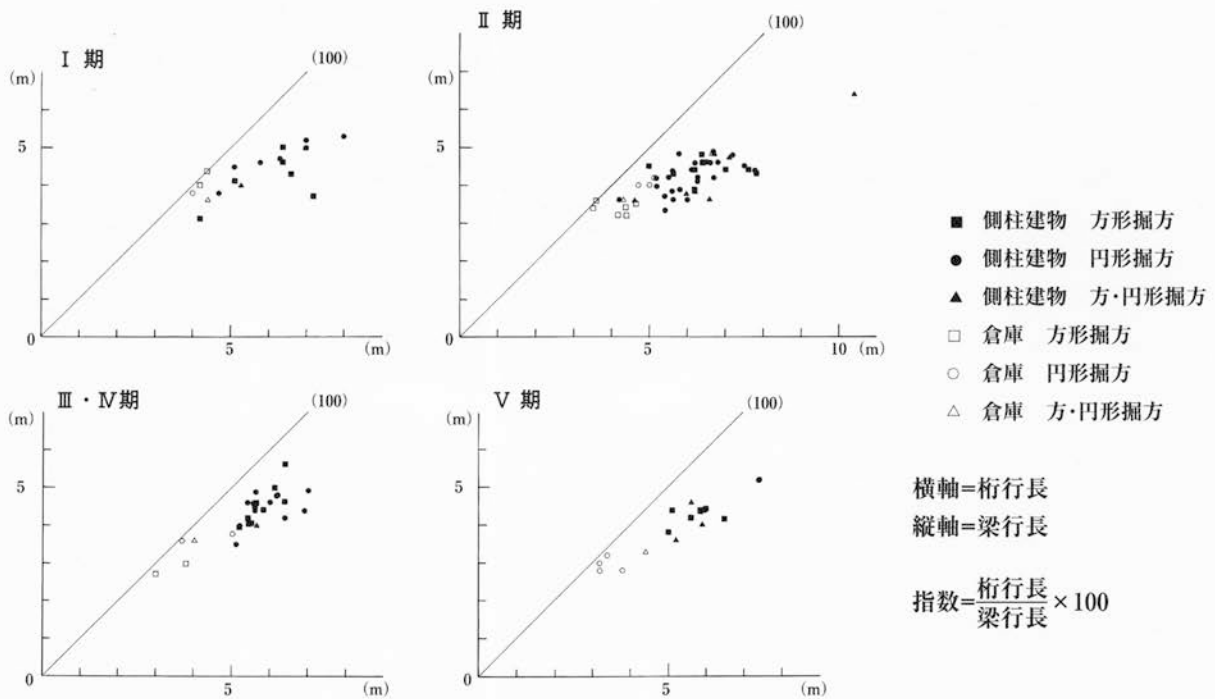 Ⅰ 期
(100)
(m)
5
0
5
(m)
Ⅱ 期
(100)
(m)
5
0
5
10
(m)
Ⅲ・Ⅳ期
(100)
(m)
5
0
5
(m)
Ⅴ 期
(100)
(m)
5
0
5
(m)
■ 側柱建物 方形掘方
● 側柱建物 円形掘方
▲ 側柱建物 方・円形掘方
□ 倉庫 方形掘方
○ 倉庫 円形掘方
△ 倉庫 方・円形掘方
横軸=桁行長
縦軸=梁行長
指数=桁行長/梁行長×100